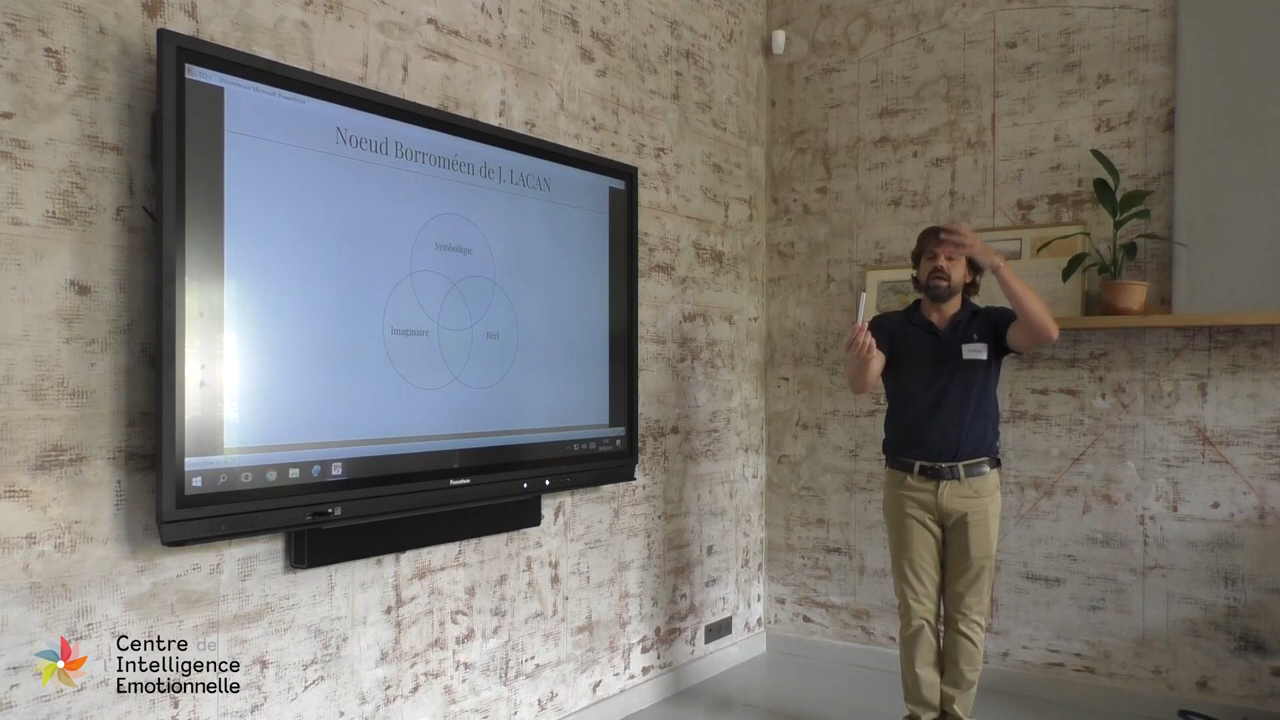 Noeud Borroméen de J. LACAN
Symbolique
Imaginaire
Réel
Centre de
Intelligence
Emotionnelle